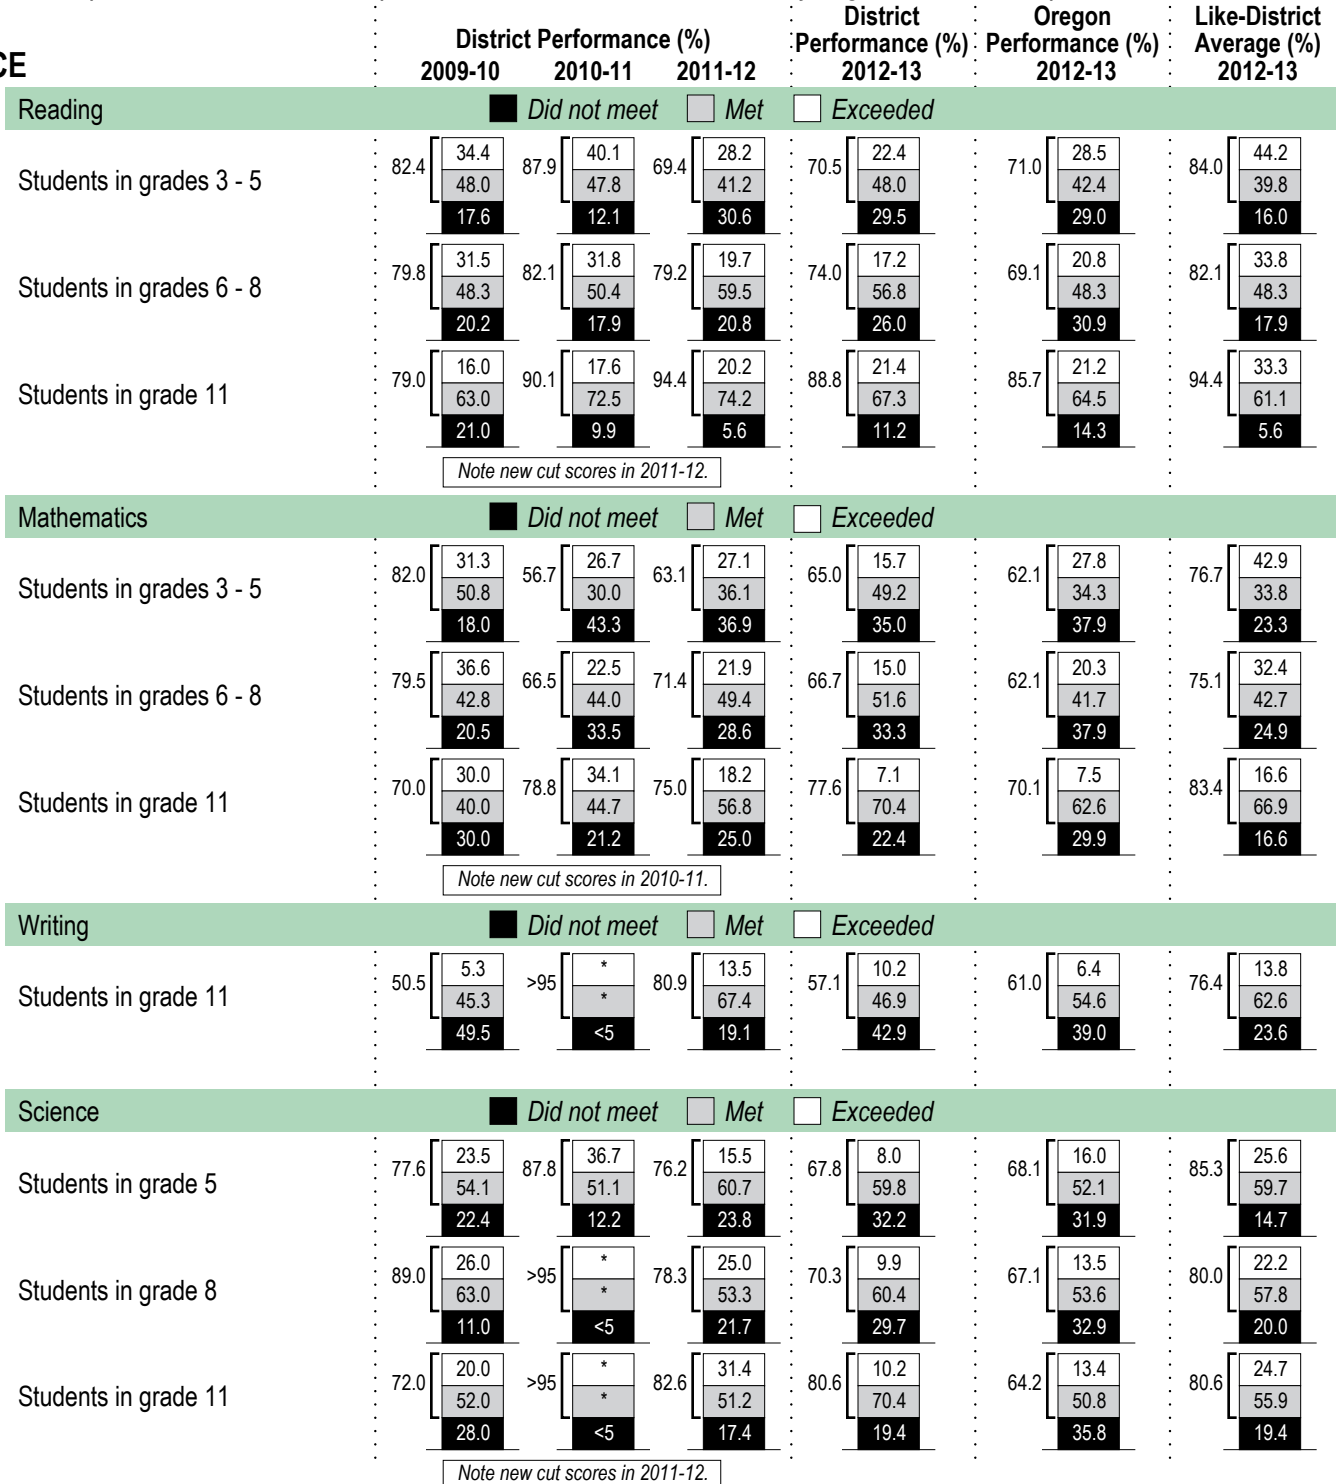 District Oregon Like-District
CE District Performance (%) Performance (%) Performance (%) Average (%)
2009-10 2010-11 2011-12 2012-13 2012-13 2012-13
Reading Did not meet Met Exceeded
Students in grades 3 - 5
82.4 34.4 48.0 17.6
87.9 40.1 47.8 12.1
69.4 28.2 41.2 30.6
70.5 22.4 48.0 29.5
71.0 28.5 42.4 29.0
84.0 44.2 39.8 16.0
Students in grades 6 - 8
79.8 31.5 48.3 20.2
82.1 31.8 50.4 17.9
79.2 19.7 59.5 20.8
74.0 17.2 56.8 26.0
69.1 20.8 48.3 30.9
82.1 33.8 48.3 17.9
Students in grade 11
79.0 16.0 63.0 21.0
90.1 17.6 72.5 9.9
94.4 20.2 74.2 5.6
88.8 21.4 67.3 11.2
85.7 21.2 64.5 14.3
94.4 33.3 61.1 5.6
Note new cut scores in 2011-12.
Mathematics Did not meet Met Exceeded
Students in grades 3 - 5
82.0 31.3 50.8 18.0
56.7 26.7 30.0 43.3
63.1 27.1 36.1 36.9
65.0 15.7 49.2 35.0
62.1 27.8 34.3 37.9
76.7 42.9 33.8 23.3
Students in grades 6 - 8
79.5 36.6 42.8 20.5
66.5 22.5 44.0 33.5
71.4 21.9 49.4 28.6
66.7 15.0 51.6 33.3
62.1 20.3 41.7 37.9
75.1 32.4 42.7 24.9
Students in grade 11
70.0 30.0 40.0 30.0
78.8 34.1 44.7 21.2
75.0 18.2 56.8 25.0
77.6 7.1 70.4 22.4
70.1 7.5 62.6 29.9
83.4 16.6 66.9 16.6
Note new cut scores in 2010-11.
Writing Did not meet Met Exceeded
Students in grade 11
50.5 5.3 45.3 49.5
>95 * * <5
80.9 13.5 67.4 19.1
57.1 10.2 46.9 42.9
61.0 6.4 54.6 39.0
76.4 13.8 62.6 23.6
Science Did not meet Met Exceeded
Students in grade 5
77.6 23.5 54.1 22.4
87.8 36.7 51.1 12.2
76.2 15.5 60.7 23.8
67.8 8.0 59.8 32.2
68.1 16.0 52.1 31.9
85.3 25.6 59.7 14.7
Students in grade 8
89.0 26.0 63.0 11.0
>95 * * <5
78.3 25.0 53.3 21.7
70.3 9.9 60.4 29.7
67.1 13.5 53.6 32.9
80.0 22.2 57.8 20.0
Students in grade 11
72.0 20.0 52.0 28.0
>95 * * <5
82.6 31.4 51.2 17.4
80.6 10.2 70.4 19.4
64.2 13.4 50.8 35.8
80.6 24.7 55.9 19.4
Note new cut scores in 2011-12.